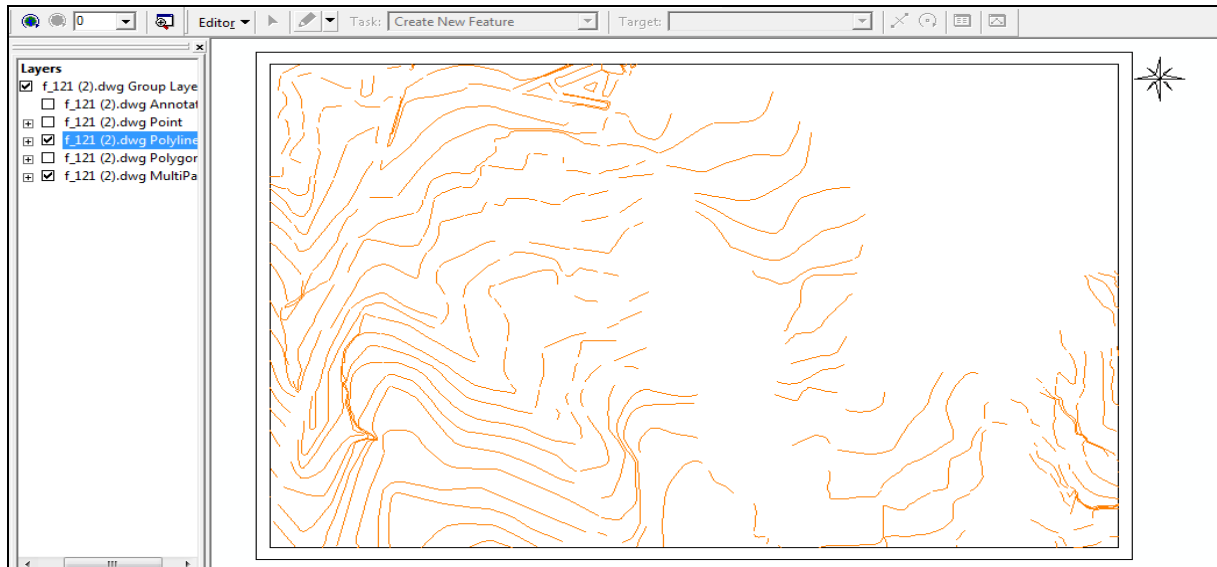 0 Editor Task: Create New Feature Target:
Layers
f_121 (2).dwg Group Laye
f_121 (2).dwg Annotat
f_121 (2).dwg Point
f_121 (2).dwg Polyline
f_121 (2).dwg Polygor
f_121 (2).dwg MultiPa